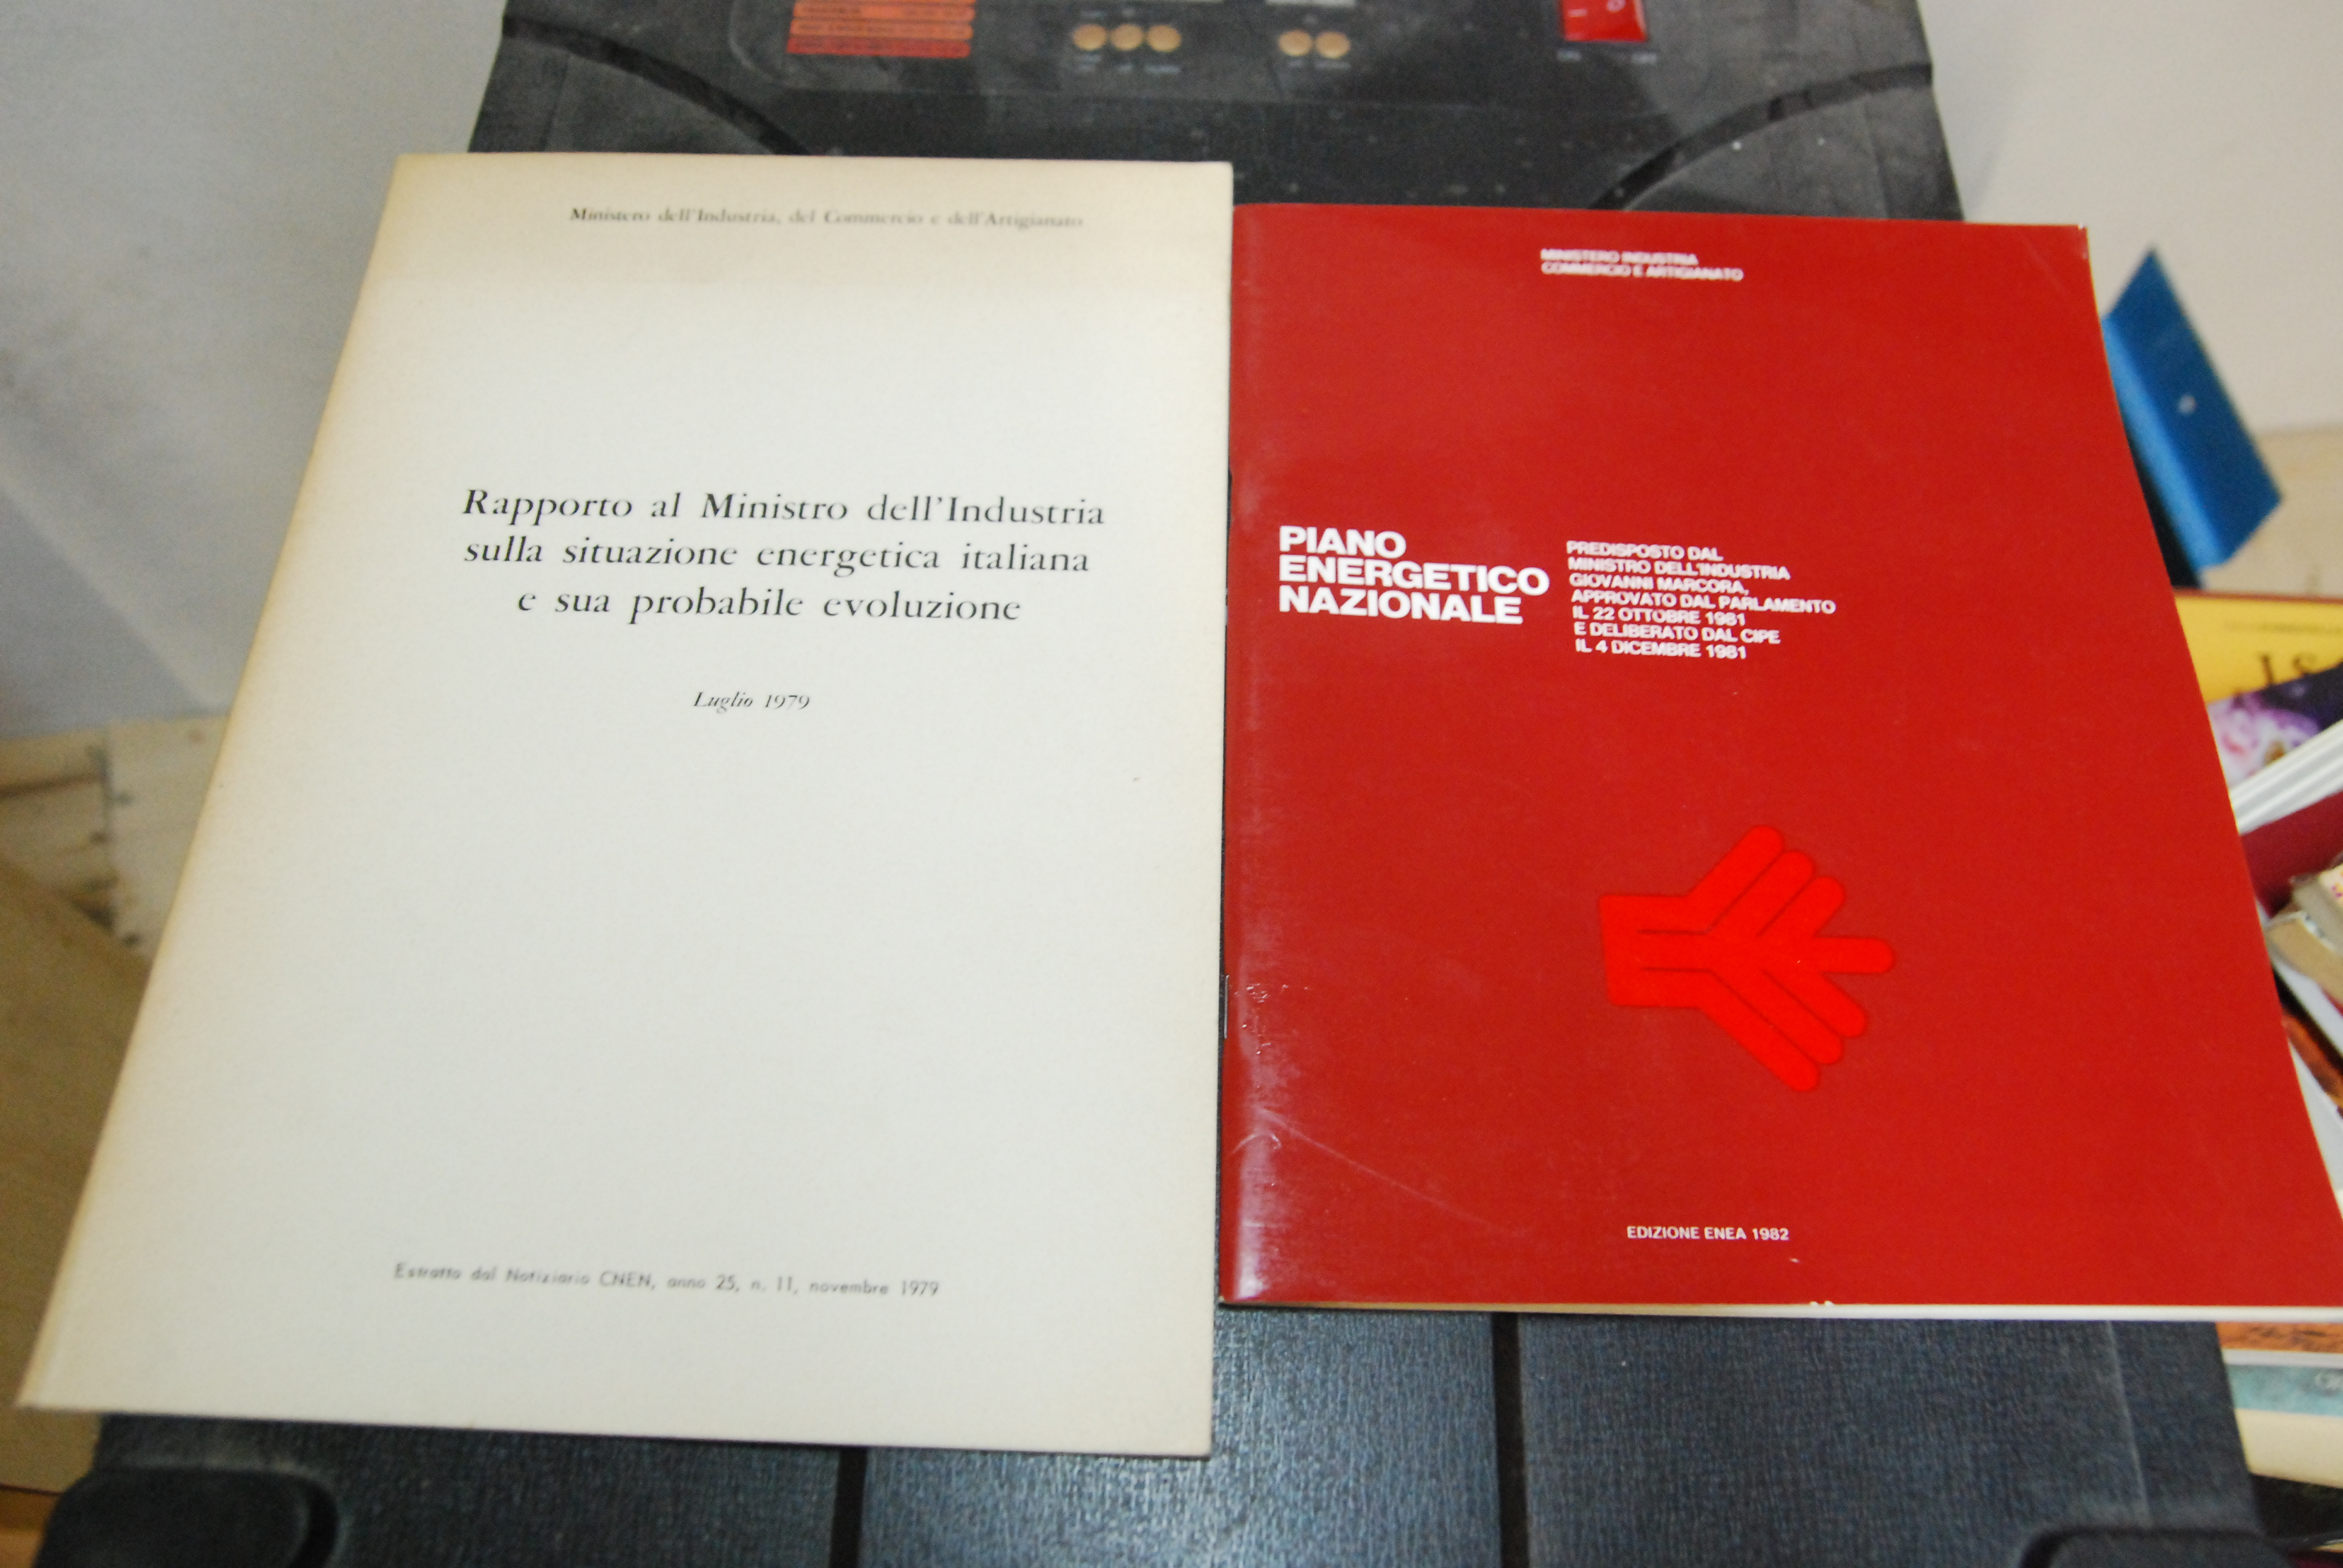 Ministero dell'Industria, del Commercio e dell'Artigianato
Rapporto al Ministro dell'Industria
sulla situazione energetica italiana
e sua probabile evoluzione
Luglio 1979
Estratto dal Notiziario CNEN, anno 25, n. 11, novembre 1979
MINISTERO INDUSTRIA
COMMERCIO E ARTIGIANATO
PIANO
ENERGETICO
NAZIONALE
PREDISPOSTO DAL
MINISTRO DELL'INDUSTRIA
GIOVANNI MARCORA,
APPROVATO DAL PARLAMENTO
IL 22 OTTOBRE 1981
E DELIBERATO DAL CIPE
IL 4 DICEMBRE 1981
EDIZIONE ENEA 1982